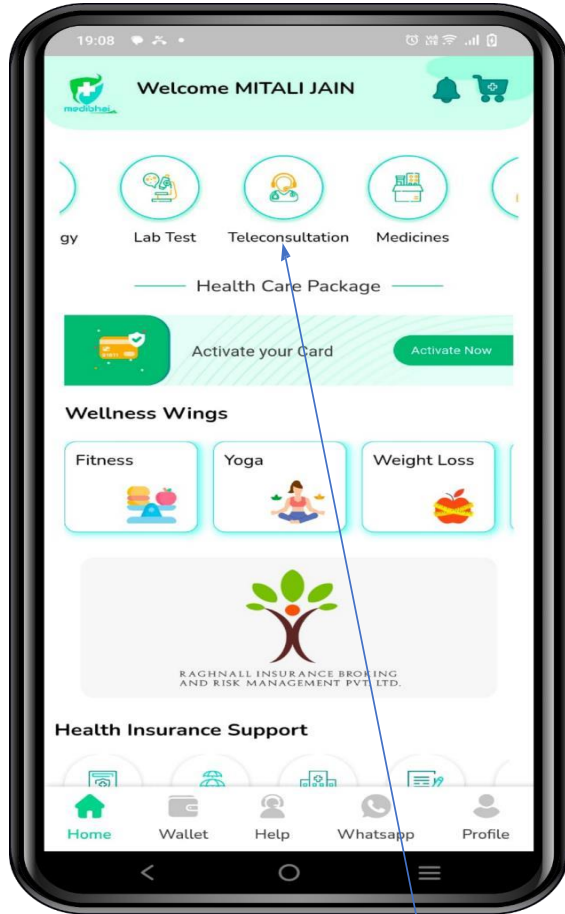 19:08
Welcome MITALI JAIN
medibhai
gy Lab Test Teleconsultation Medicines
Health Care Package
Activate your Card Activate Now
Wellness Wings
Fitness Yoga Weight Loss
RAGHNALL INSURANCE BROKING
AND RISK MANAGEMENT PVT. LTD.
Health Insurance Support
Home Wallet Help Whatsapp Profile